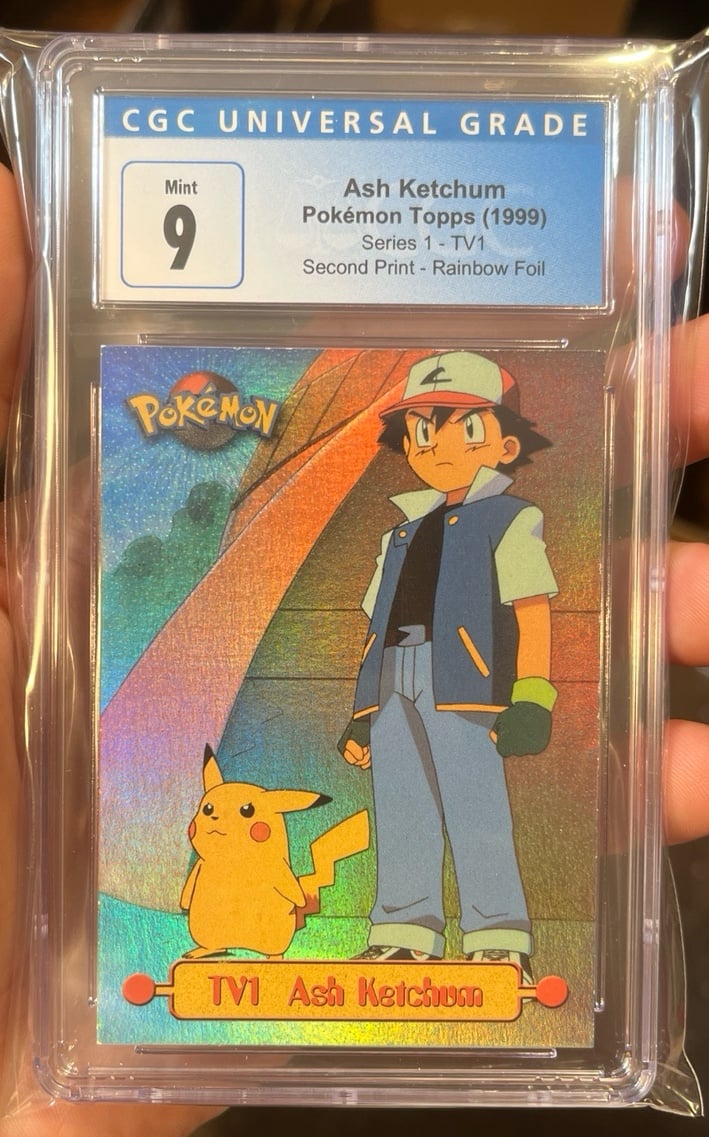 CGC UNIVERSAL GRADE
Mint
9
Ash Ketchum
Pokémon Topps (1999)
Series 1 - TV1
Second Print - Rainbow Foil
POKéMON
TV1 Ash Ketchum